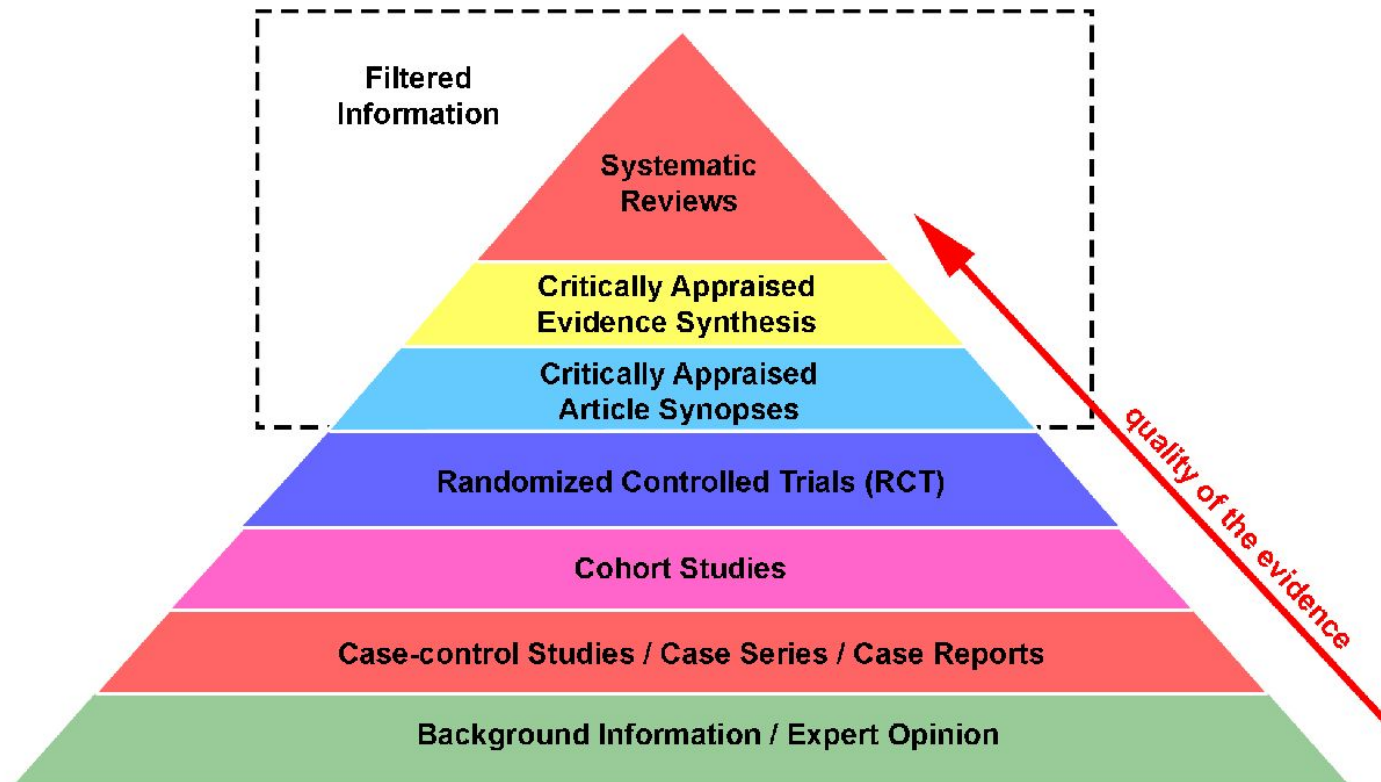 Filtered
Information
Systematic
Reviews
Critically Appraised
Evidence Synthesis
Critically Appraised
Article Synopses
Randomized Controlled Trials (RCT)
Cohort Studies
Case-control Studies / Case Series / Case Reports
Background Information / Expert Opinion
quality of the evidence